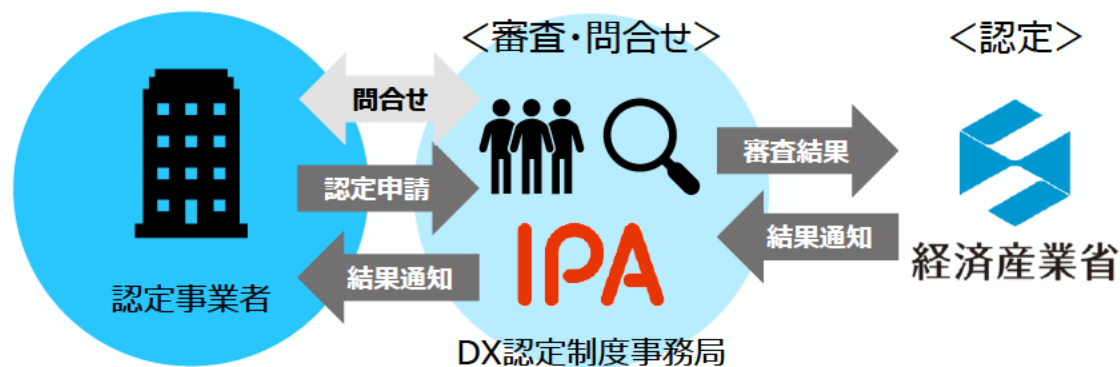 <審査・問合せ>
<認定>
問合せ
認定申請
結果通知
認定事業者
IPA
DX認定制度事務局
審査結果
結果通知
経済産業省